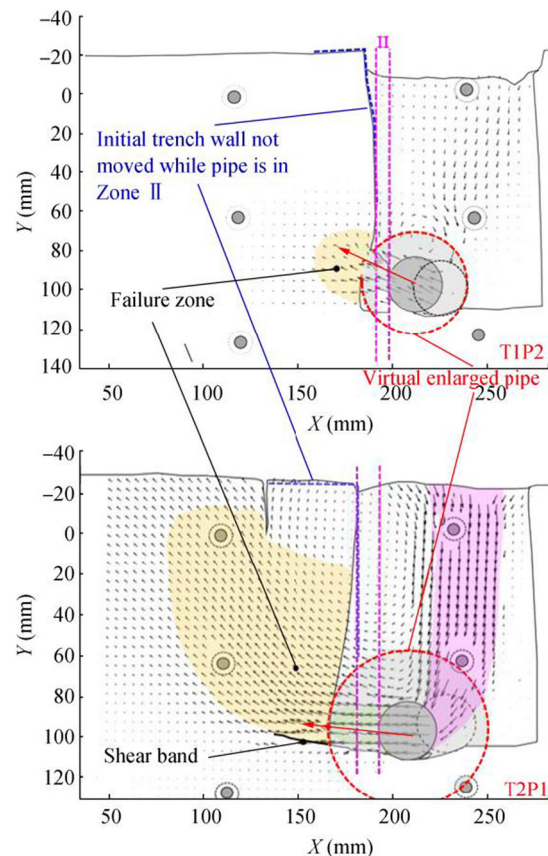 -40
-20
0
20
40
60
80
100
120
140
Y (mm)
II
Initial trench wall not
moved while pipe is in
Zone II
Failure zone
T1P2
Virtual enlarged pipe
50
100
150
200
250
X (mm)
-40
-20
0
20
40
60
80
100
120
Y (mm)
Shear band
T2P1
50
100
150
200
250
X (mm)